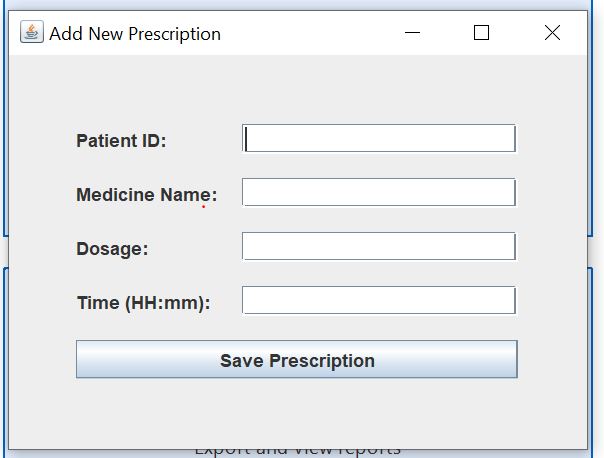 Add New Prescription
Patient ID:
Medicine Name:
Dosage:
Time (HH:mm):
Save Prescription
Export and view reports